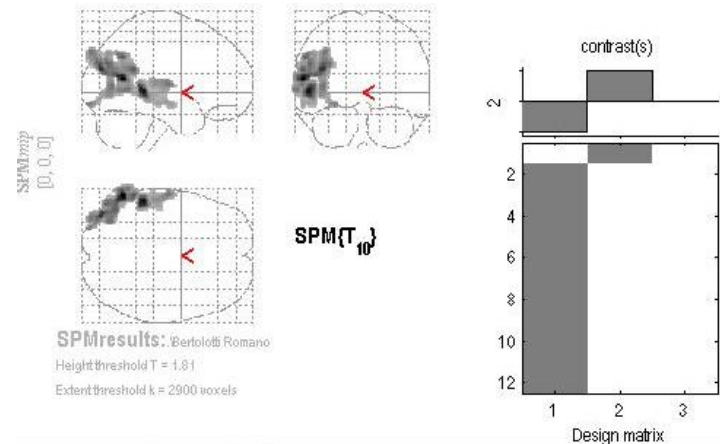 SPMmip
[0, 0, 0]
SPM{T10}
SPMresults: .\Bertolotti Romano
Height threshold T = 1.81
Extent threshold k = 2900 voxels
contrast(s)
2
2
4
6
8
10
12
1 2 3
Design matrix